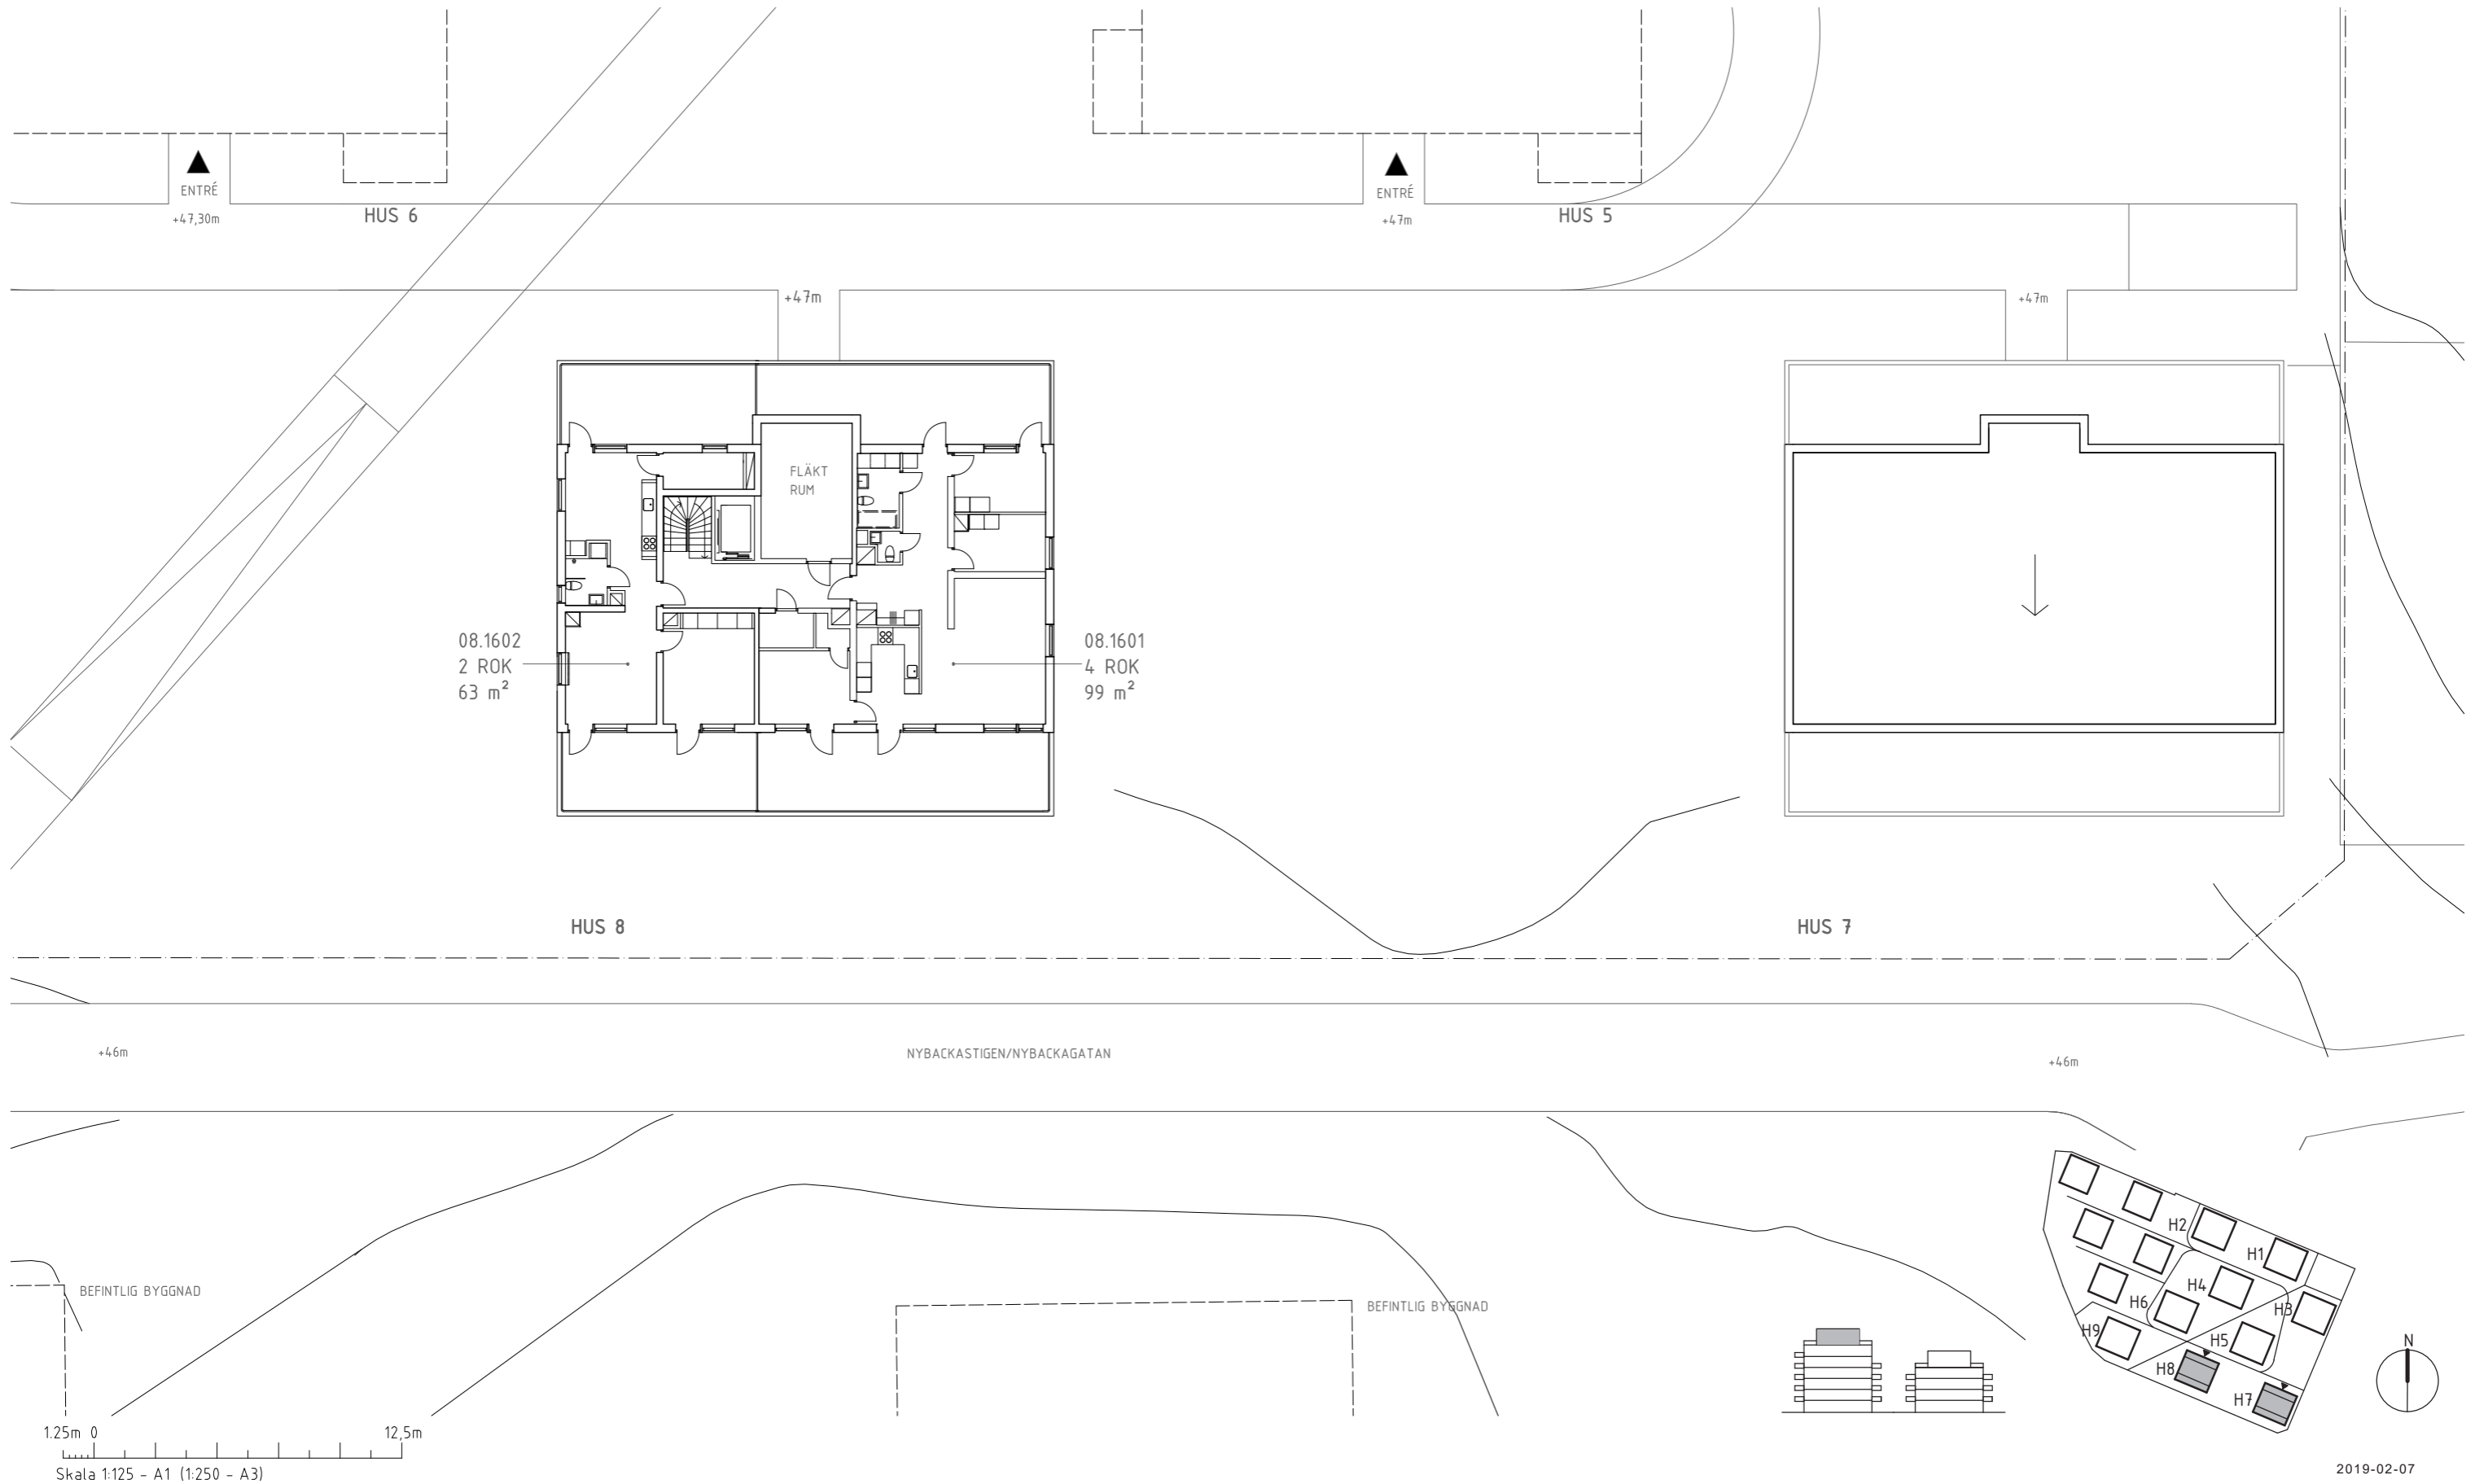 ENTRÉ
+47,30m
HUS 6
ENTRÉ
+47m
HUS 5
+47m
+47m
FLÄKT
RUM
08.1602
2 ROK
63 m²
08.1601
4 ROK
99 m²
HUS 8
HUS 7
+46m
NYBACKASTIGEN/NYBACKAGATAN
+46m
H2
H1
H4
H6
H3
H9
H5
H8
H7
N
BEFINTLIG BYGGNAD
BEFINTLIG BYGGNAD
1.25m 0
12,5m
Skala 1:125 - A1 (1:250 - A3)
2019-02-07